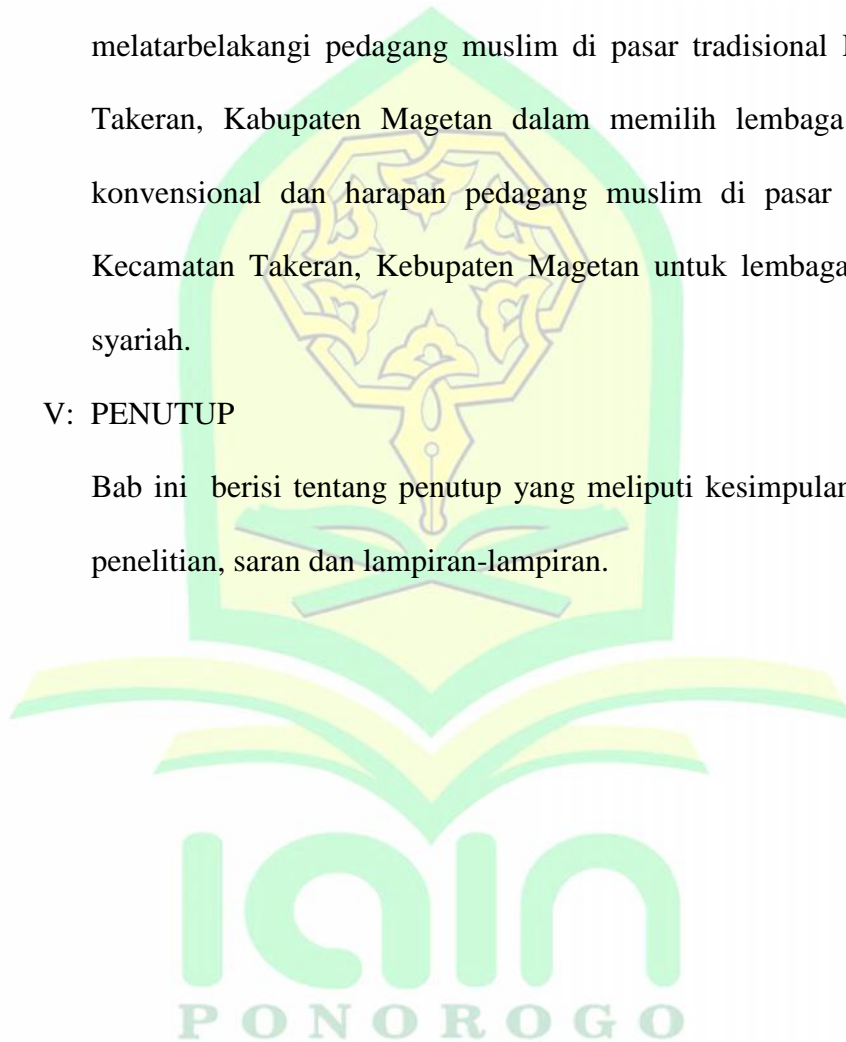 melatarbelakangi pedagang muslim di pasar tradisional
Takeran, Kabupaten Magetan dalam memilih lembaga
konvensional dan harapan pedagang muslim di pasar
Kecamatan Takeran, Kebupaten Magetan untuk lembaga
syariah.
V: PENUTUP
Bab ini berisi tentang penutup yang meliputi kesimpulan
penelitian, saran dan lampiran-lampiran.
iain
PONOROGO